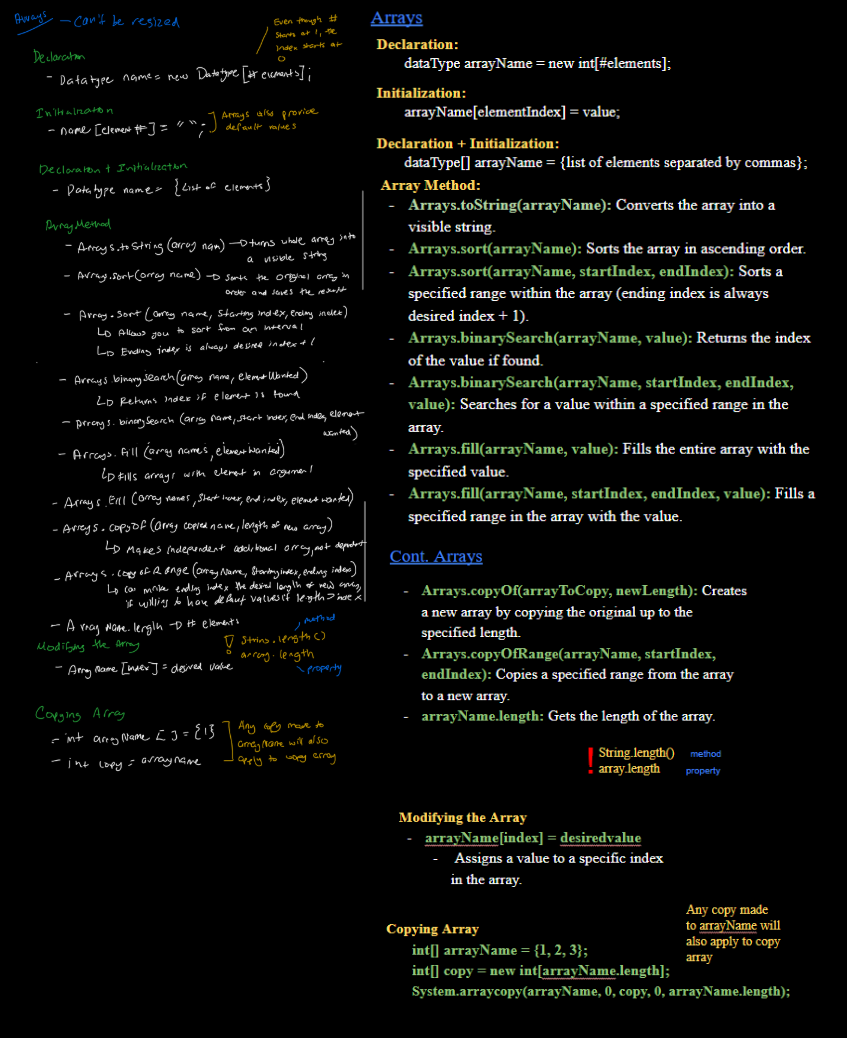 Arrays - Can't be resized
Even though #
starts at 1, the
index starts at
0
Declaration
- Datatype name = new Datatype [# elements];
Initialization
- name [element #] = " ";
Arrays also provide
default values
Declaration + Initialization
- Datatype name = {List of elements}
Array Method
- Arrays.toString (array nam) → turns whole array into
a visible string
- Array.sort (array name) → Sorts the original array in
order and saves the result
- Array.sort (array name, starting index, ending index)
↳ Allows you to sort from an interval
↳ Ending index is always desired index + 1
- Arrays binarysearch (array name, element Wanted)
↳ Returns index if element is found
- Arrays.binarysearch (array name, start index, end index, element
wanted)
- Arrays.fill (array names, element Wanted)
↳ Fills arrays with element in argument
- Arrays.fill (array names, start index, end index, element wanted)
- Arrays.copyOf (array copied name, length of new array)
↳ Makes independent additional array, not dependent
- Arrays.copy of Range (array Name, starting index, ending index)
↳ can make ending index the desired length of new array,
if willing to have default values if length > index
- Array Name.length → # elements
method
! String.length()
array.length
property
Modifying the Array
- Array name [index] = desired value
Copying Array
- int array Name [ ] = {1}
- int copy = arrayname
Any copy made to
arrayName will also
apply to copy array
Arrays
Declaration:
dataType arrayName = new int[#elements];
Initialization:
arrayName[elementIndex] = value;
Declaration + Initialization:
dataType[] arrayName = {list of elements separated by commas};
Array Method:
- Arrays.toString(arrayName): Converts the array into a
visible string.
- Arrays.sort(arrayName): Sorts the array in ascending order.
- Arrays.sort(arrayName, startIndex, endIndex): Sorts a
specified range within the array (ending index is always
desired index + 1).
- Arrays.binarySearch(arrayName, value): Returns the index
of the value if found.
- Arrays.binarySearch(arrayName, startIndex, endIndex,
value): Searches for a value within a specified range in the
array.
- Arrays.fill(arrayName, value): Fills the entire array with the
specified value.
- Arrays.fill(arrayName, startIndex, endIndex, value): Fills a
specified range in the array with the value.
Cont. Arrays
- Arrays.copyOf(arrayToCopy, newLength): Creates
a new array by copying the original up to the
specified length.
- Arrays.copyOfRange(arrayName, startIndex,
endIndex): Copies a specified range from the array
to a new array.
- arrayName.length: Gets the length of the array.
! String.length() method
array.length property
Modifying the Array
- arrayName[index] = desiredvalue
- Assigns a value to a specific index
in the array.
Copying Array
int[] arrayName = {1, 2, 3};
int[] copy = new int[arrayName.length];
System.arraycopy(arrayName, 0, copy, 0, arrayName.length);
Any copy made
to arrayName will
also apply to copy
array